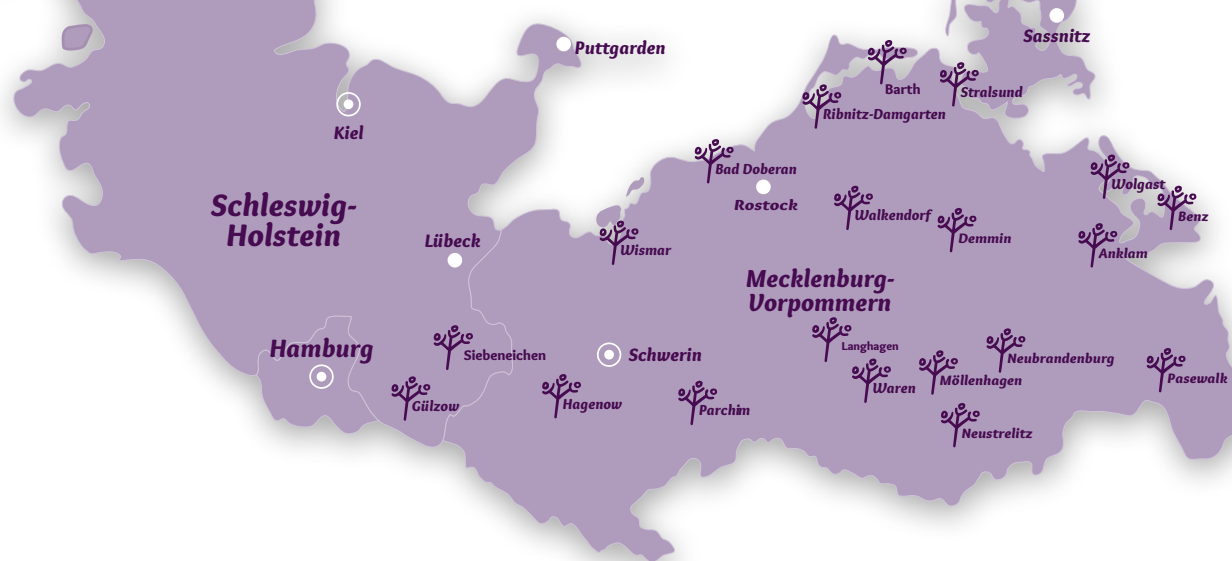 Sassnitz
Puttgarden
Barth
Stralsund
Ribnitz-Damgarten
Kiel
Bad Doberan
Wolgast
Rostock
Walkendorf
Benz
Schleswig-
Holstein
Lübeck
Wismar
Demmin
Anklam
Mecklenburg-
Vorpommern
Hamburg
Siebeneichen
Schwerin
Langhagen
Neubrandenburg
Möllenhagen
Pasewalk
Waren
Gülzow
Hagenow
Parchim
Neustrelitz